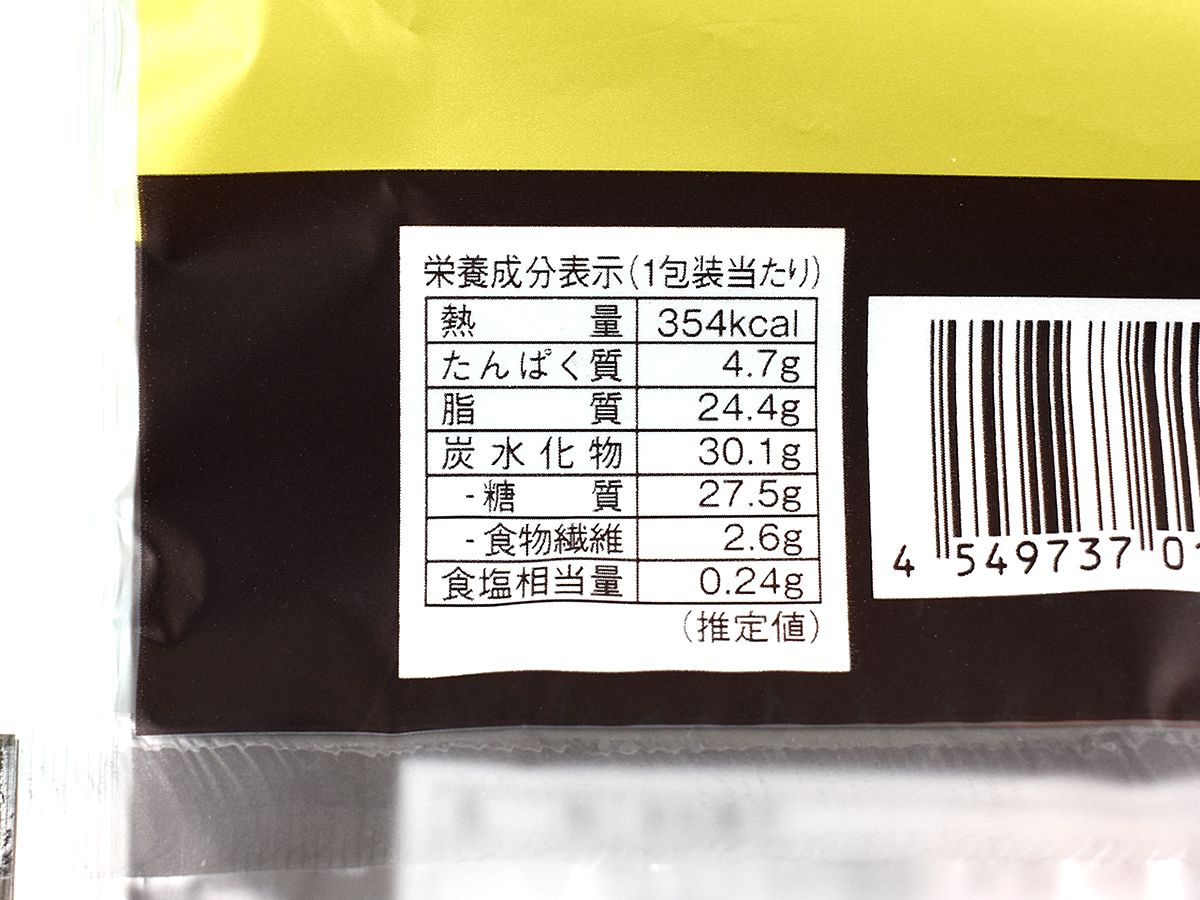 栄養成分表示(1包装当たり)
熱量 354kcal
たんぱく質 4.7g
脂質 24.4g
炭水化物 30.1g
-糖質 27.5g
-食物繊維 2.6g
食塩相当量 0.24g
(推定値)
4 549737 0